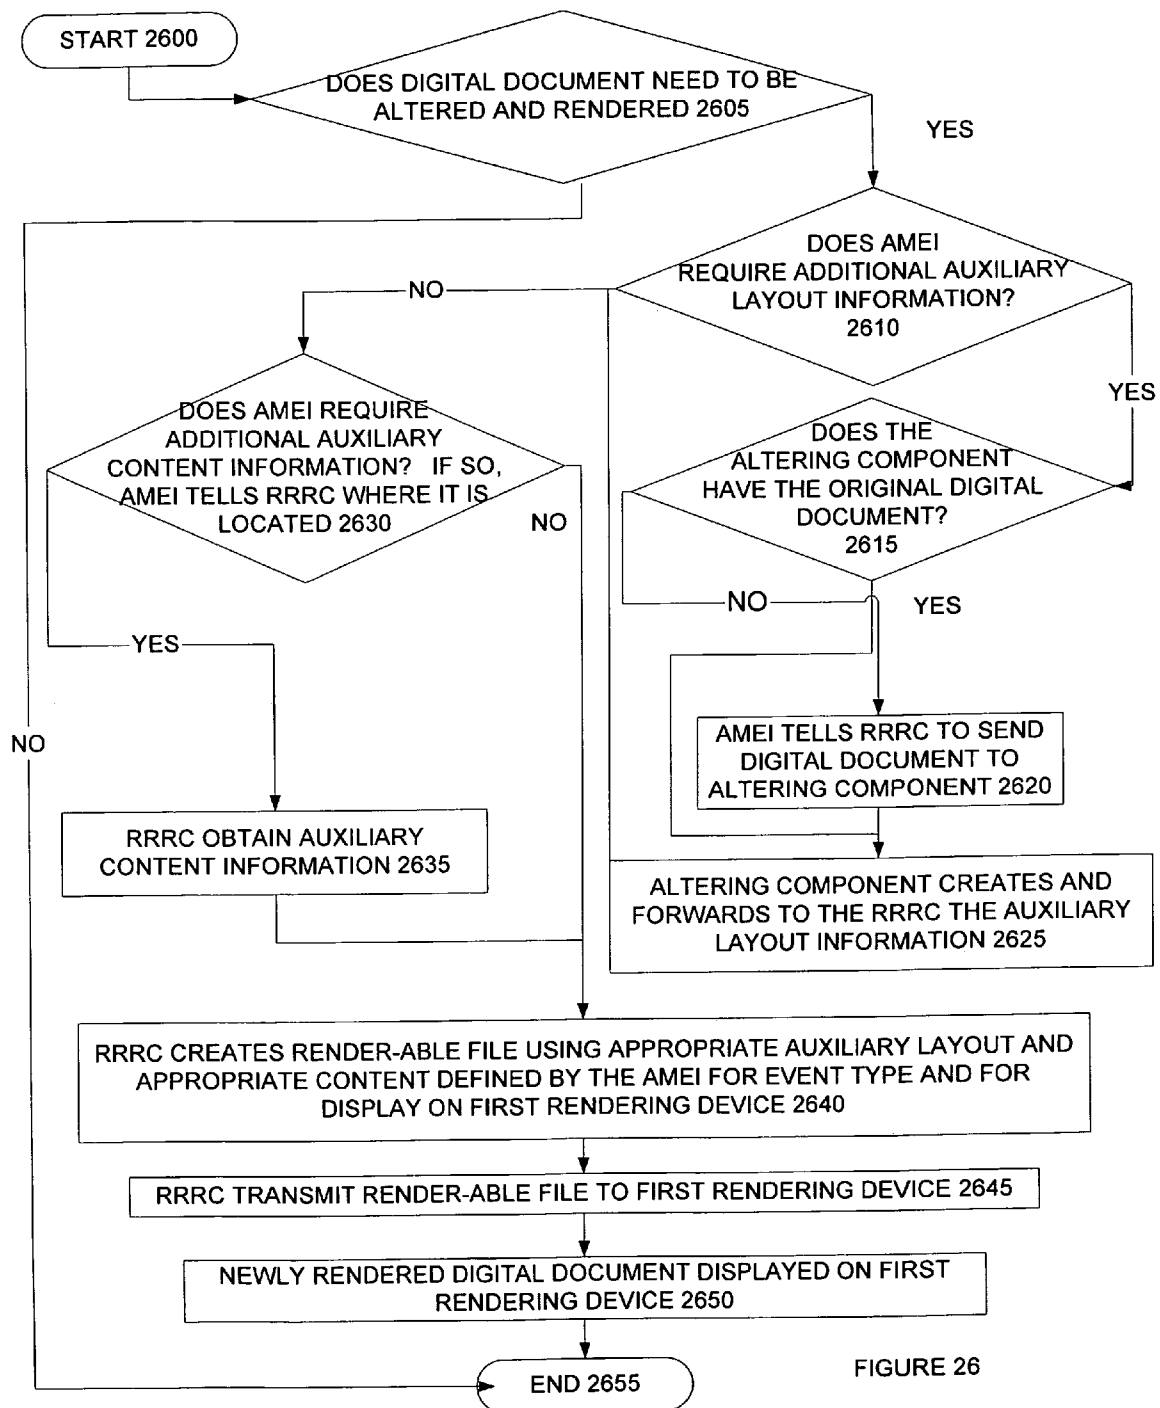 START 2600
DOES DIGITAL DOCUMENT NEED TO BE
ALTERED AND RENDERED 2605
YES
DOES AMEI
REQUIRE ADDITIONAL AUXILIARY
LAYOUT INFORMATION?
2610
NO
YES
DOES AMEI REQUIRE
ADDITIONAL AUXILIARY
CONTENT INFORMATION? IF SO,
AMEI TELLS RRRC WHERE IT IS
LOCATED 2630
NO
DOES THE
ALTERING COMPONENT
HAVE THE ORIGINAL DIGITAL
DOCUMENT?
2615
NO
YES
YES
NO
AMEI TELLS RRRC TO SEND
DIGITAL DOCUMENT TO
ALTERING COMPONENT 2620
RRRC OBTAIN AUXILIARY
CONTENT INFORMATION 2635
ALTERING COMPONENT CREATES AND
FORWARDS TO THE RRRC THE AUXILIARY
LAYOUT INFORMATION 2625
RRRC CREATES RENDER-ABLE FILE USING APPROPRIATE AUXILIARY LAYOUT AND
APPROPRIATE CONTENT DEFINED BY THE AMEI FOR EVENT TYPE AND FOR
DISPLAY ON FIRST RENDERING DEVICE 2640
RRRC TRANSMIT RENDER-ABLE FILE TO FIRST RENDERING DEVICE 2645
NEWLY RENDERED DIGITAL DOCUMENT DISPLAYED ON FIRST
RENDERING DEVICE 2650
END 2655
FIGURE 26